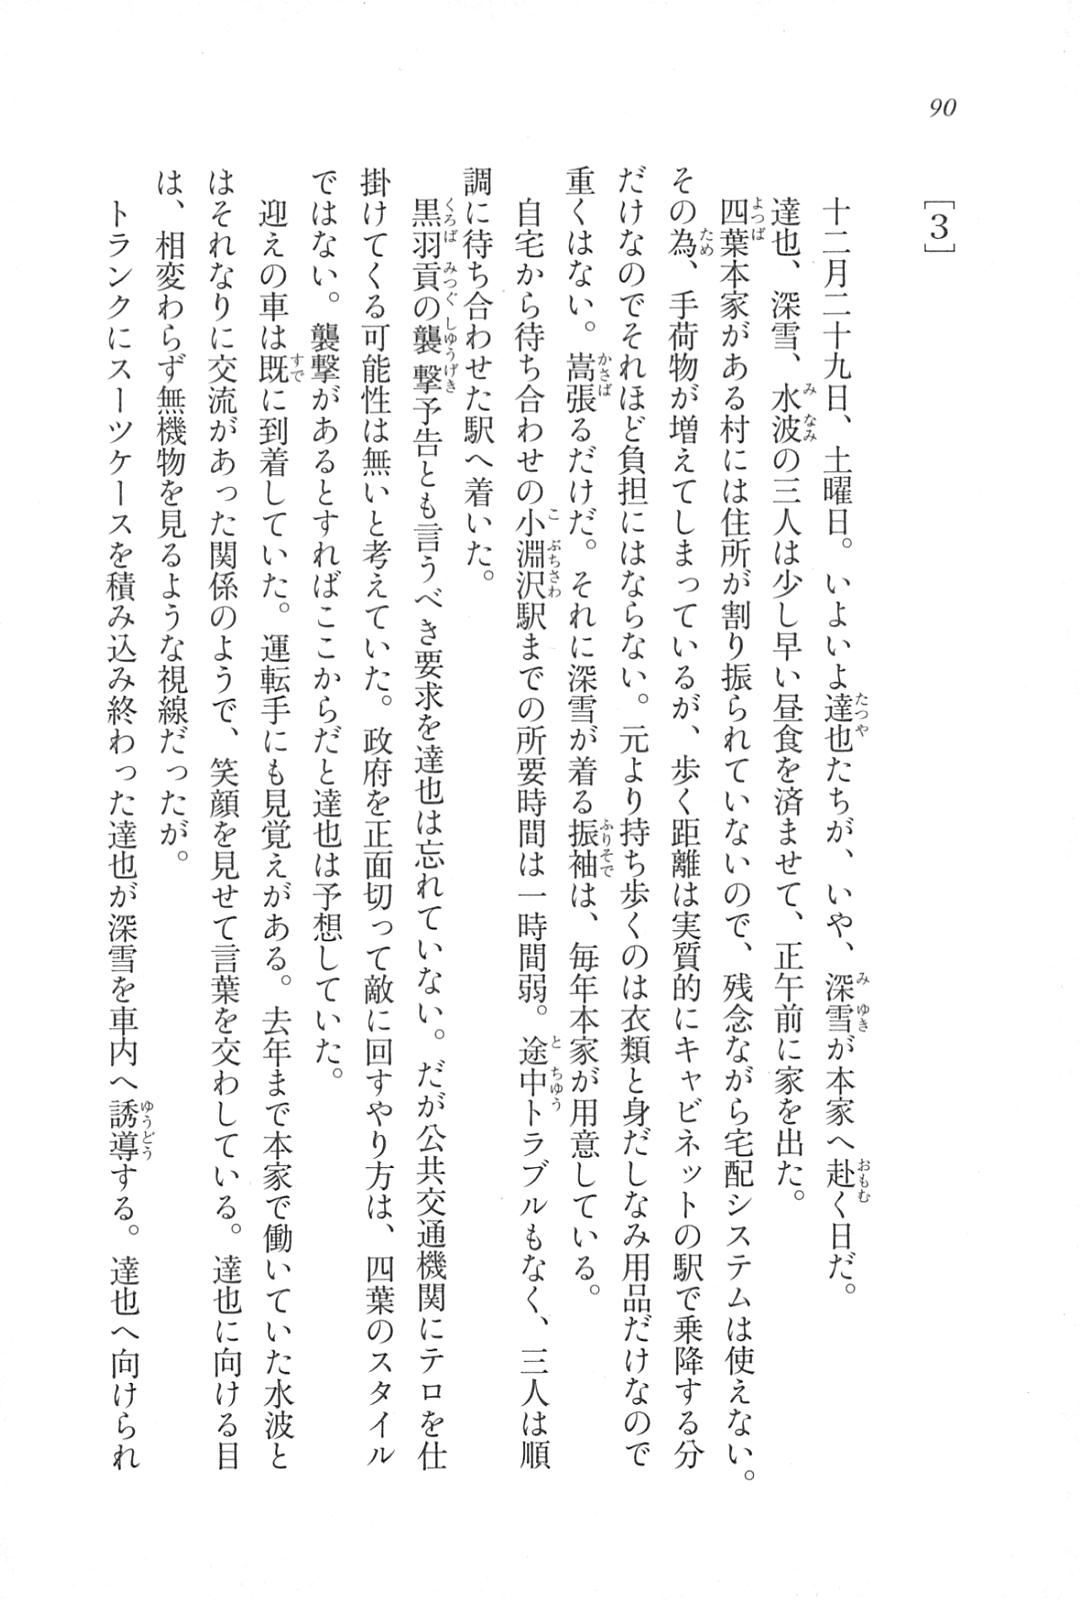 90
[3]
十二月二十九日、土曜日。いよいよ達也たちが、いや、深雪が本家へ赴く日だ。
達也、深雪、水波の三人は少し早い昼食を済ませて、正午前に家を出た。
四葉本家がある村には住所が割り振られていないので、残念ながら宅配システムは使えない。
その為、手荷物が増えてしまっているが、歩く距離は実質的にキャビネットの駅で乗降する分
だけなのでそれほど負担にはならない。元より持ち歩くのは衣類と身だしなみ用品だけなので
重くはない。嵩張るだけだ。それに深雪が着る振袖は、毎年本家が用意している。
自宅から待ち合わせの小淵沢駅までの所要時間は一時間弱。途中トラブルもなく、三人は順
調に待ち合わせた駅へ着いた。
黒羽貢の襲撃予告とも言うべき要求を達也は忘れていない。だが公共交通機関にテロを仕
掛けてくる可能性は無いと考えていた。政府を正面切って敵に回すやり方は、四葉のスタイル
ではない。襲撃があるとすればここからだと達也は予想していた。
迎えの車は既に到着していた。運転手にも見覚えがある。去年まで本家で働いていた水波と
はそれなりに交流があった関係のようで、笑顔を見せて言葉を交わしている。達也に向ける目
は、相変わらず無機物を見るような視線だったが。
トランクにスーツケースを積み込み終わった達也が深雪を車内へ誘導する。達也へ向けられ